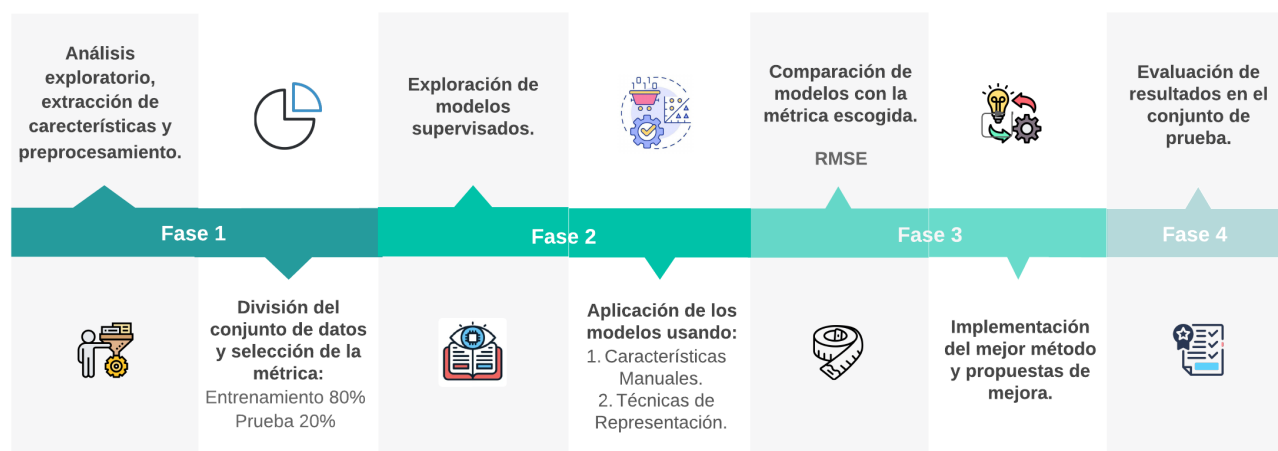 Análisis
exploratorio,
extracción de
carecterísticas y
preprocesamiento.
Fase 1
División del
conjunto de datos
y selección de la
métrica:
Entrenamiento 80%
Prueba 20%
Exploración de
modelos
supervisados.
Fase 2
Aplicación de los
modelos usando:
1. Características
Manuales.
2. Técnicas de
Representación.
Comparación de
modelos con la
métrica escogida.
RMSE
Fase 3
Implementación
del mejor método
y propuestas de
mejora.
Evaluación de
resultados en el
conjunto de
prueba.
Fase 4